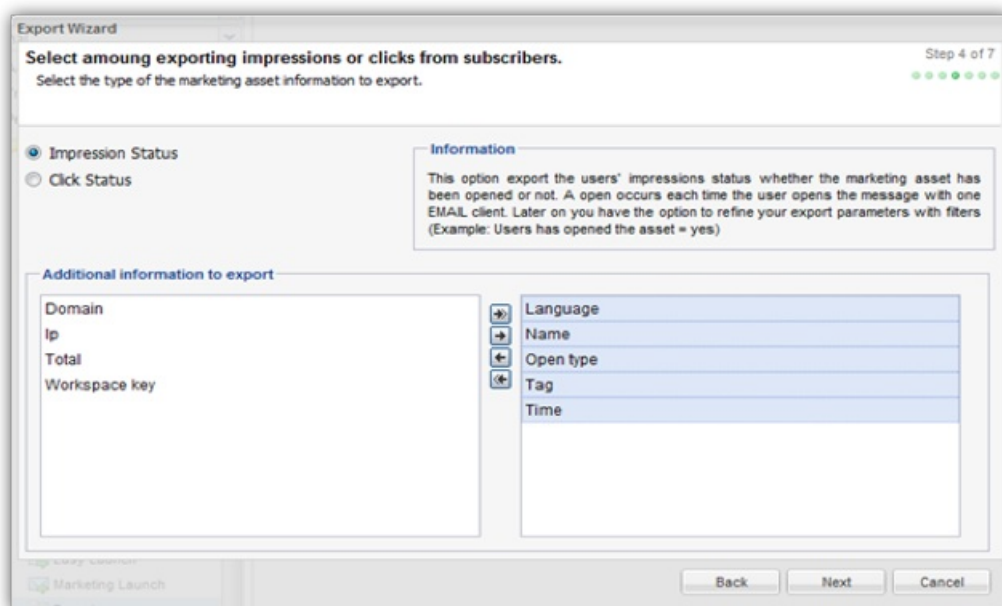 Export Wizard
Select amoung exporting impressions or clicks from subscribers.
Step 4 of 7
Select the type of the marketing asset information to export.
Impression Status
Click Status
Information
This option export the users' impressions status whether the marketing asset has
been opened or not. A open occurs each time the user opens the message with one
EMAIL client. Later on you have the option to refine your export parameters with filters
(Example: Users has opened the asset = yes)
Additional information to export
Domain
Ip
Total
Workspace key
Language
Name
Open type
Tag
Time
Easy Launch
Marketing Launch
Back
Next
Cancel